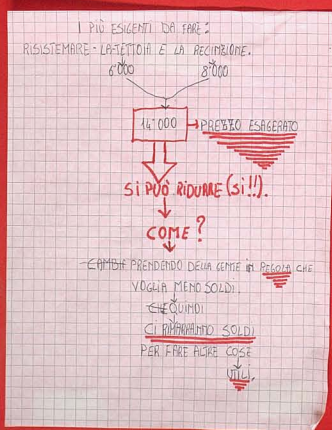 I PIÙ ESIGENTI DA FARE:
RISISTEMARE - LA TETTOIA E LA RECINZIONE.
6'000 8'000
14'000 → PREZZO ESAGERATO
SI PUÒ RIDURRE (SI!!).
COME?
CAMBI PRENDENDO DELLA GENTE IN REGOLA CHE
VOGLIA MENO SOLDI.
CHE QUINDI
CI RIMARRANNO SOLDI
PER FARE ALTRE COSE
UTILI.